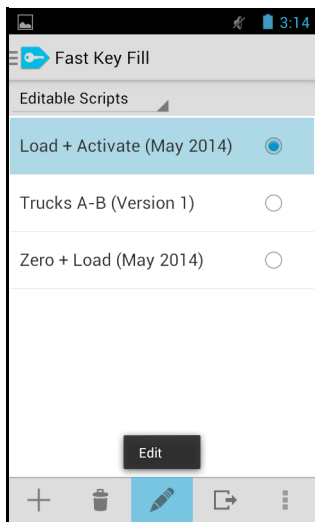 3:14
Fast Key Fill
Editable Scripts
Load + Activate (May 2014)
Trucks A-B (Version 1)
Zero + Load (May 2014)
Edit